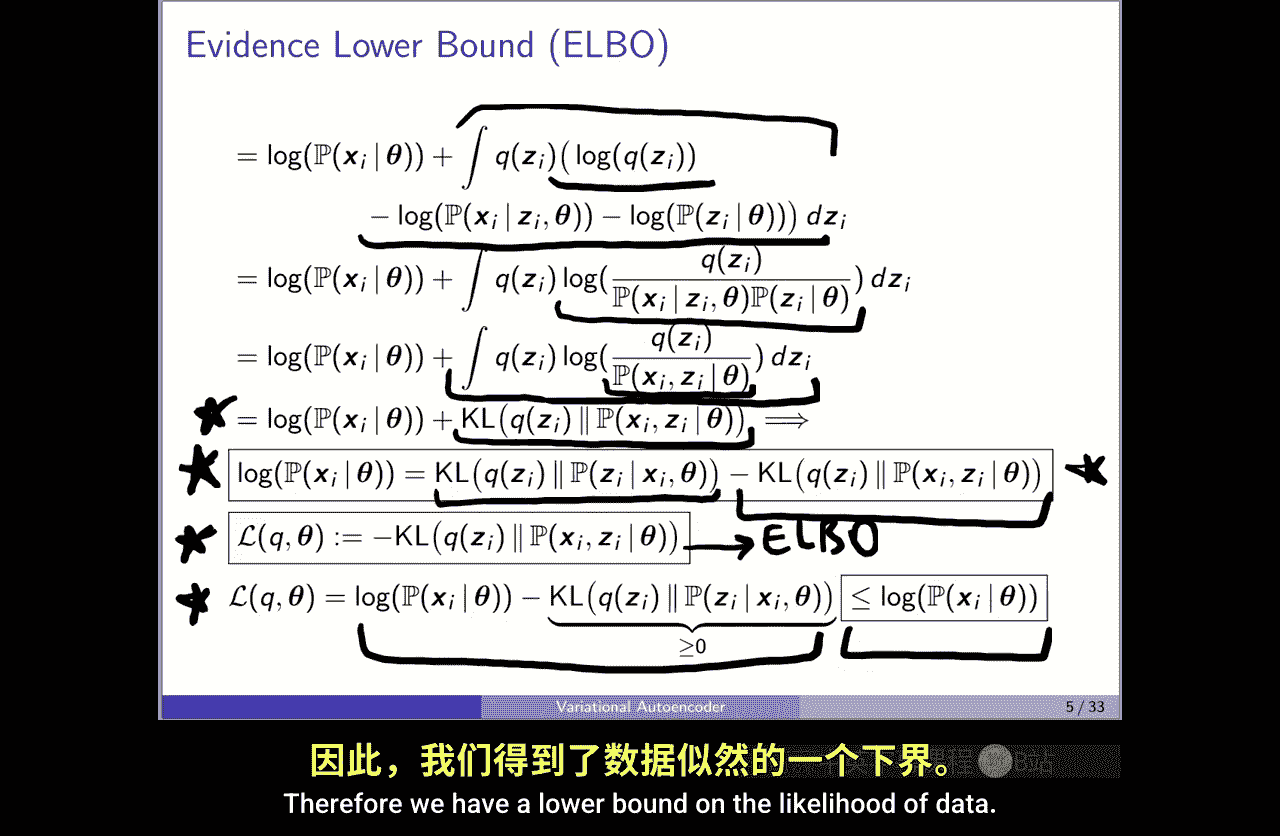 Evidence Lower Bound (ELBO)
= log(ℙ(𝒙ᵢ | 𝜽)) + ∫ q(𝒛ᵢ)(log(q(𝒛ᵢ))
− log(ℙ(𝒙ᵢ | 𝒛ᵢ, 𝜽)) − log(ℙ(𝒛ᵢ | 𝜽))) d𝒛ᵢ
= log(ℙ(𝒙ᵢ | 𝜽)) + ∫ q(𝒛ᵢ) log( q(𝒛ᵢ) / ℙ(𝒙ᵢ | 𝒛ᵢ, 𝜽)ℙ(𝒛ᵢ | 𝜽) ) d𝒛ᵢ
= log(ℙ(𝒙ᵢ | 𝜽)) + ∫ q(𝒛ᵢ) log( q(𝒛ᵢ) / ℙ(𝒙ᵢ, 𝒛ᵢ | 𝜽) ) d𝒛ᵢ
= log(ℙ(𝒙ᵢ | 𝜽)) + KL(q(𝒛ᵢ) ‖ ℙ(𝒙ᵢ, 𝒛ᵢ | 𝜽)) ⟹
log(ℙ(𝒙ᵢ | 𝜽)) = KL(q(𝒛ᵢ) ‖ ℙ(𝒛ᵢ | 𝒙ᵢ, 𝜽)) − KL(q(𝒛ᵢ) ‖ ℙ(𝒙ᵢ, 𝒛ᵢ | 𝜽))
ℒ(q, 𝜽) := −KL(q(𝒛ᵢ) ‖ ℙ(𝒙ᵢ, 𝒛ᵢ | 𝜽)) → ELBO
ℒ(q, 𝜽) = log(ℙ(𝒙ᵢ | 𝜽)) − KL(q(𝒛ᵢ) ‖ ℙ(𝒛ᵢ | 𝒙ᵢ, 𝜽)) ≤ log(ℙ(𝒙ᵢ | 𝜽))
≥0
Variational Autoencoder 5 / 33
因此，我们得到了数据似然的一个下界。
Therefore we have a lower bound on the likelihood of data.